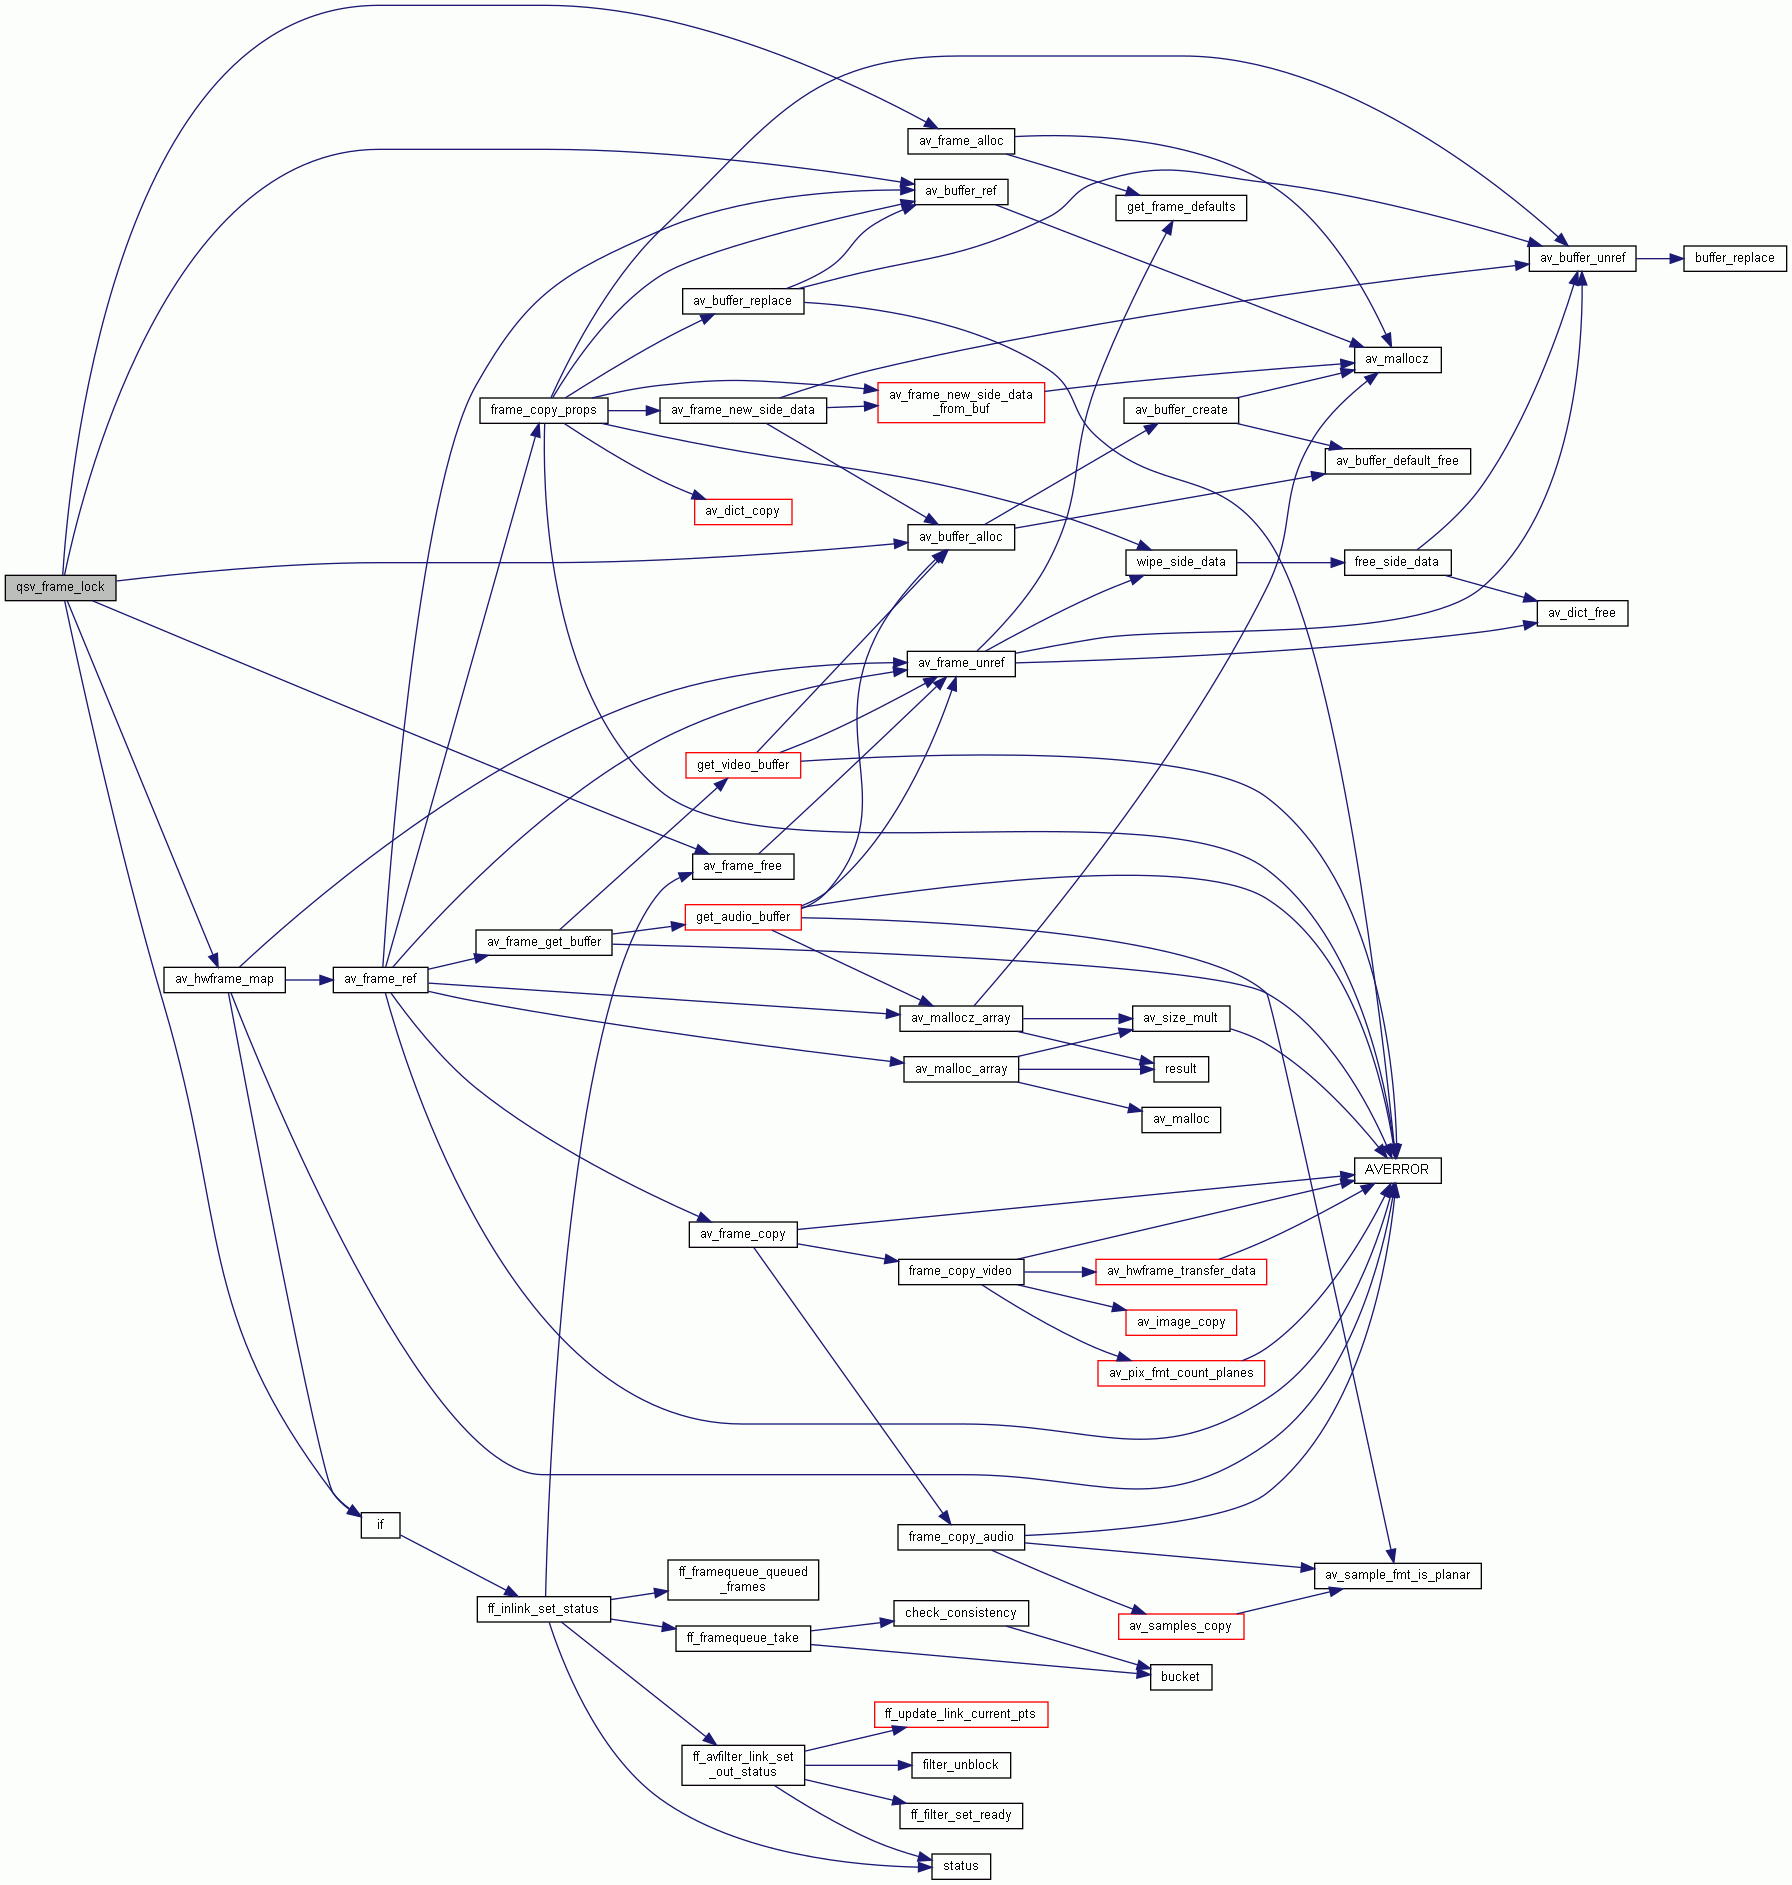 av_frame_alloc
av_buffer_ref
get_frame_defaults
av_buffer_unref
buffer_replace
av_buffer_replace
av_mallocz
frame_copy_props
av_frame_new_side_data
av_frame_new_side_data
_from_buf
av_buffer_create
av_buffer_default_free
av_dict_copy
av_buffer_alloc
wipe_side_data
free_side_data
qsv_frame_lock
av_dict_free
av_frame_unref
get_video_buffer
av_frame_free
get_audio_buffer
av_frame_get_buffer
av_hwframe_map
av_frame_ref
av_mallocz_array
av_size_mult
av_malloc_array
result
av_malloc
AVERROR
av_frame_copy
frame_copy_video
av_hwframe_transfer_data
av_image_copy
av_pix_fmt_count_planes
if
frame_copy_audio
ff_framequeue_queued
_frames
av_sample_fmt_is_planar
ff_inlink_set_status
check_consistency
av_samples_copy
ff_framequeue_take
bucket
ff_update_link_current_pts
ff_avfilter_link_set
_out_status
filter_unblock
ff_filter_set_ready
status